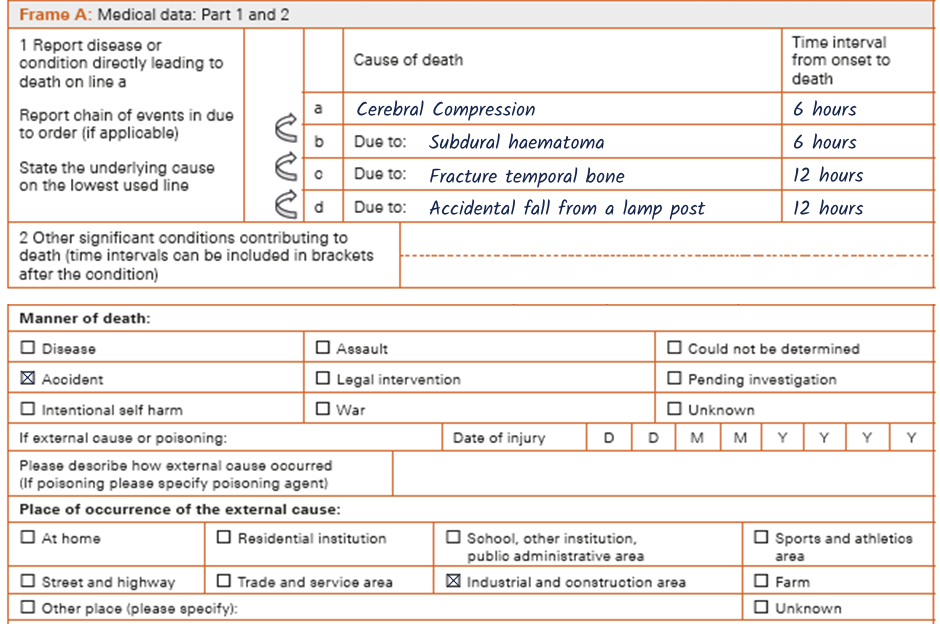 Frame A: Medical data: Part 1 and 2
1 Report disease or
condition directly leading to
death on line a
Report chain of events in due
to order (if applicable)
State the underlying cause
on the lowest used line
Cause of death
Time interval
from onset to
death
a Cerebral Compression 6 hours
b Due to: Subdural haematoma 6 hours
c Due to: Fracture temporal bone 12 hours
d Due to: Accidental fall from a lamp post 12 hours
2 Other significant conditions contributing to
death (time intervals can be included in brackets
after the condition)
Manner of death:
Disease Assault Could not be determined
Accident Legal intervention Pending investigation
Intentional self harm War Unknown
If external cause or poisoning: Date of injury D D M M Y Y Y Y
Please describe how external cause occurred
(If poisoning please specify poisoning agent)
Place of occurrence of the external cause:
At home Residential institution School, other institution,
public administrative area
Sports and athletics
area
Street and highway Trade and service area Industrial and construction area Farm
Other place (please specify): Unknown